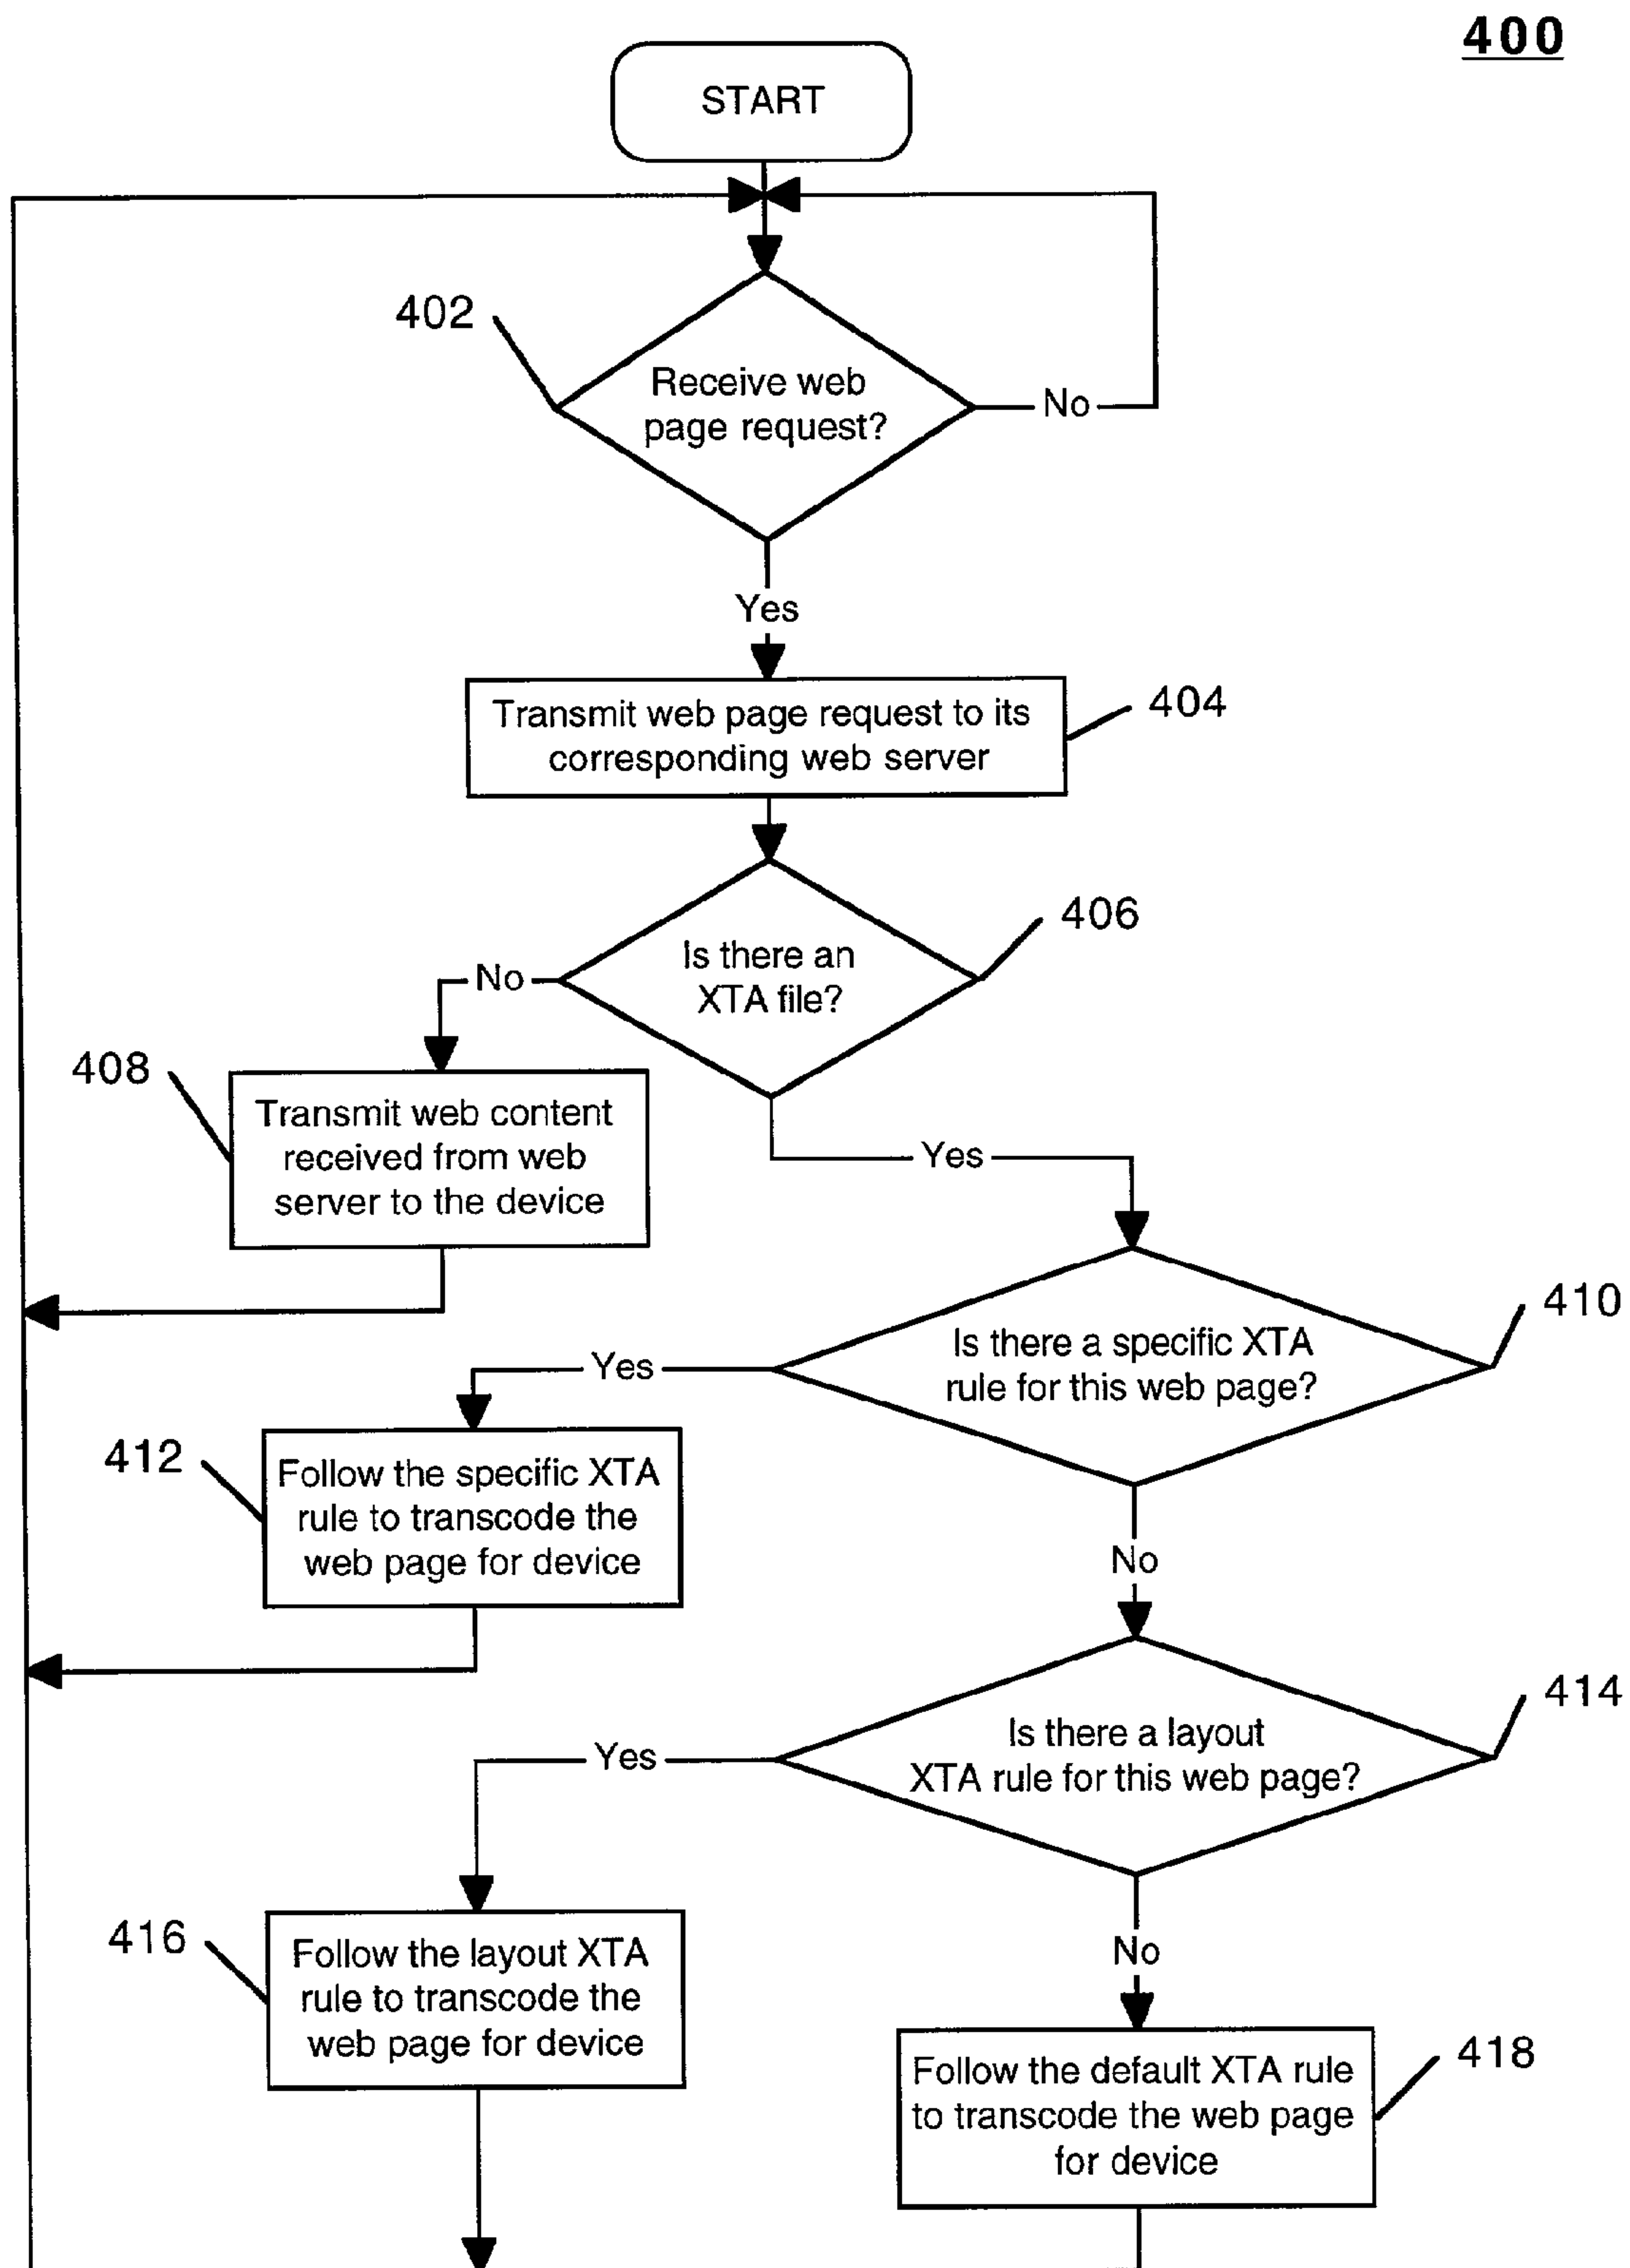 400
START
402
Receive web
page request?
No
Yes
Transmit web page request to its
corresponding web server
404
Is there an
XTA file?
406
No
408
Transmit web content
received from web
server to the device
Yes
410
Is there a specific XTA
rule for this web page?
Yes
412
Follow the specific XTA
rule to transcode the
web page for device
No
414
Is there a layout
XTA rule for this web page?
Yes
416
Follow the layout XTA
rule to transcode the
web page for device
No
418
Follow the default XTA rule
to transcode the web page
for device